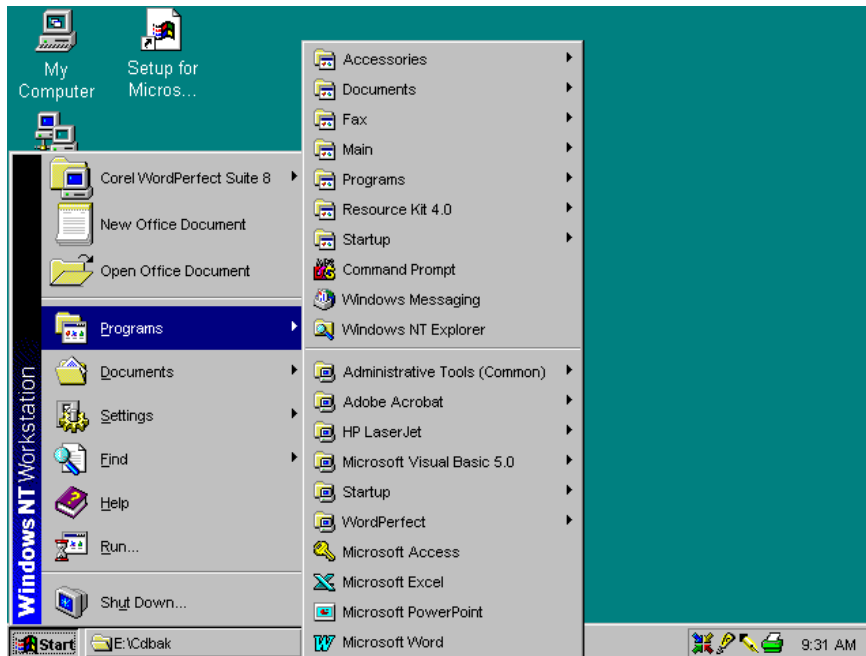 My
Computer
Setup for
Micros...
Corel WordPerfect Suite 8
New Office Document
Open Office Document
Programs
Documents
Settings
Find
Help
Run...
Shut Down...
Windows NT Workstation
Accessories
Documents
Fax
Main
Programs
Resource Kit 4.0
Startup
Command Prompt
Windows Messaging
Windows NT Explorer
Administrative Tools (Common)
Adobe Acrobat
HP LaserJet
Microsoft Visual Basic 5.0
Startup
WordPerfect
Microsoft Access
Microsoft Excel
Microsoft PowerPoint
Microsoft Word
Start
E:\Cdbak
9:31 AM